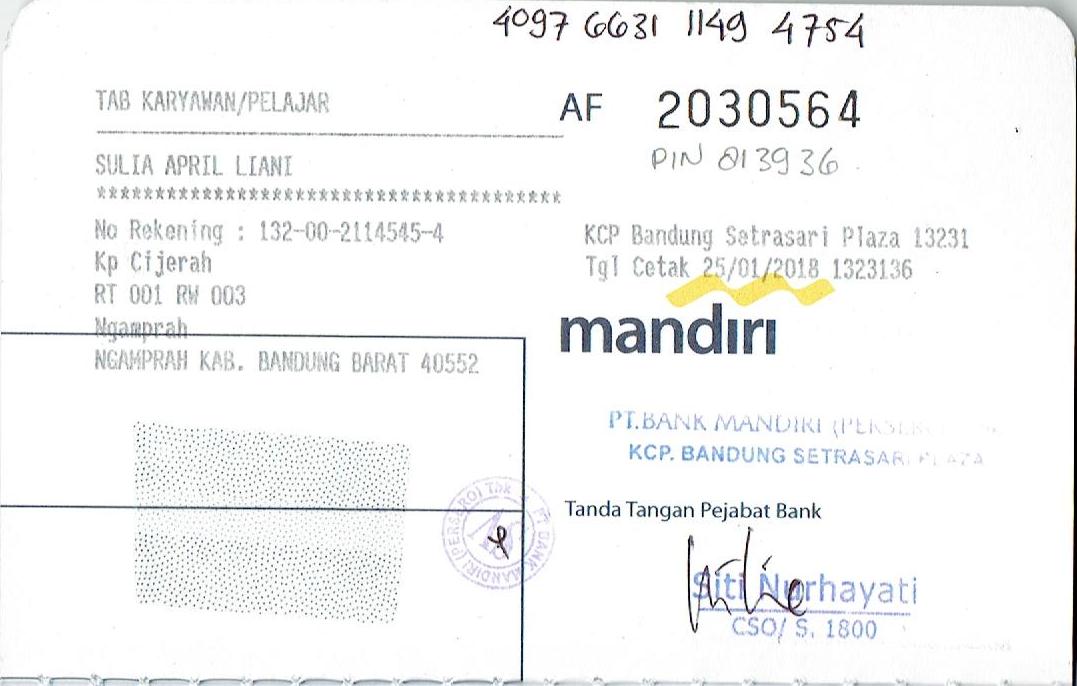 4097 6631 1149 4754
TAB KARYAWAN/PELAJAR
AF 2030564
PIN 013936
SULIA APRIL LIANI
****************************************
No Rekening : 132-00-2114545-4
Kp Cijerah
RT 001 RW 003
Ngamprah
NGAMPRAH KAB. BANDUNG BARAT 40552
KCP Bandung Setrasari Plaza 13231
Tgl Cetak 25/01/2018 1323136
mandiri
PT.BANK MANDIRI (PERSERO)
KCP. BANDUNG SETRASARI PLAZA
PT BANK MANDIRI (PERSERO) Tbk
Tanda Tangan Pejabat Bank
Siti Nurhayati
CSO/ S. 1800